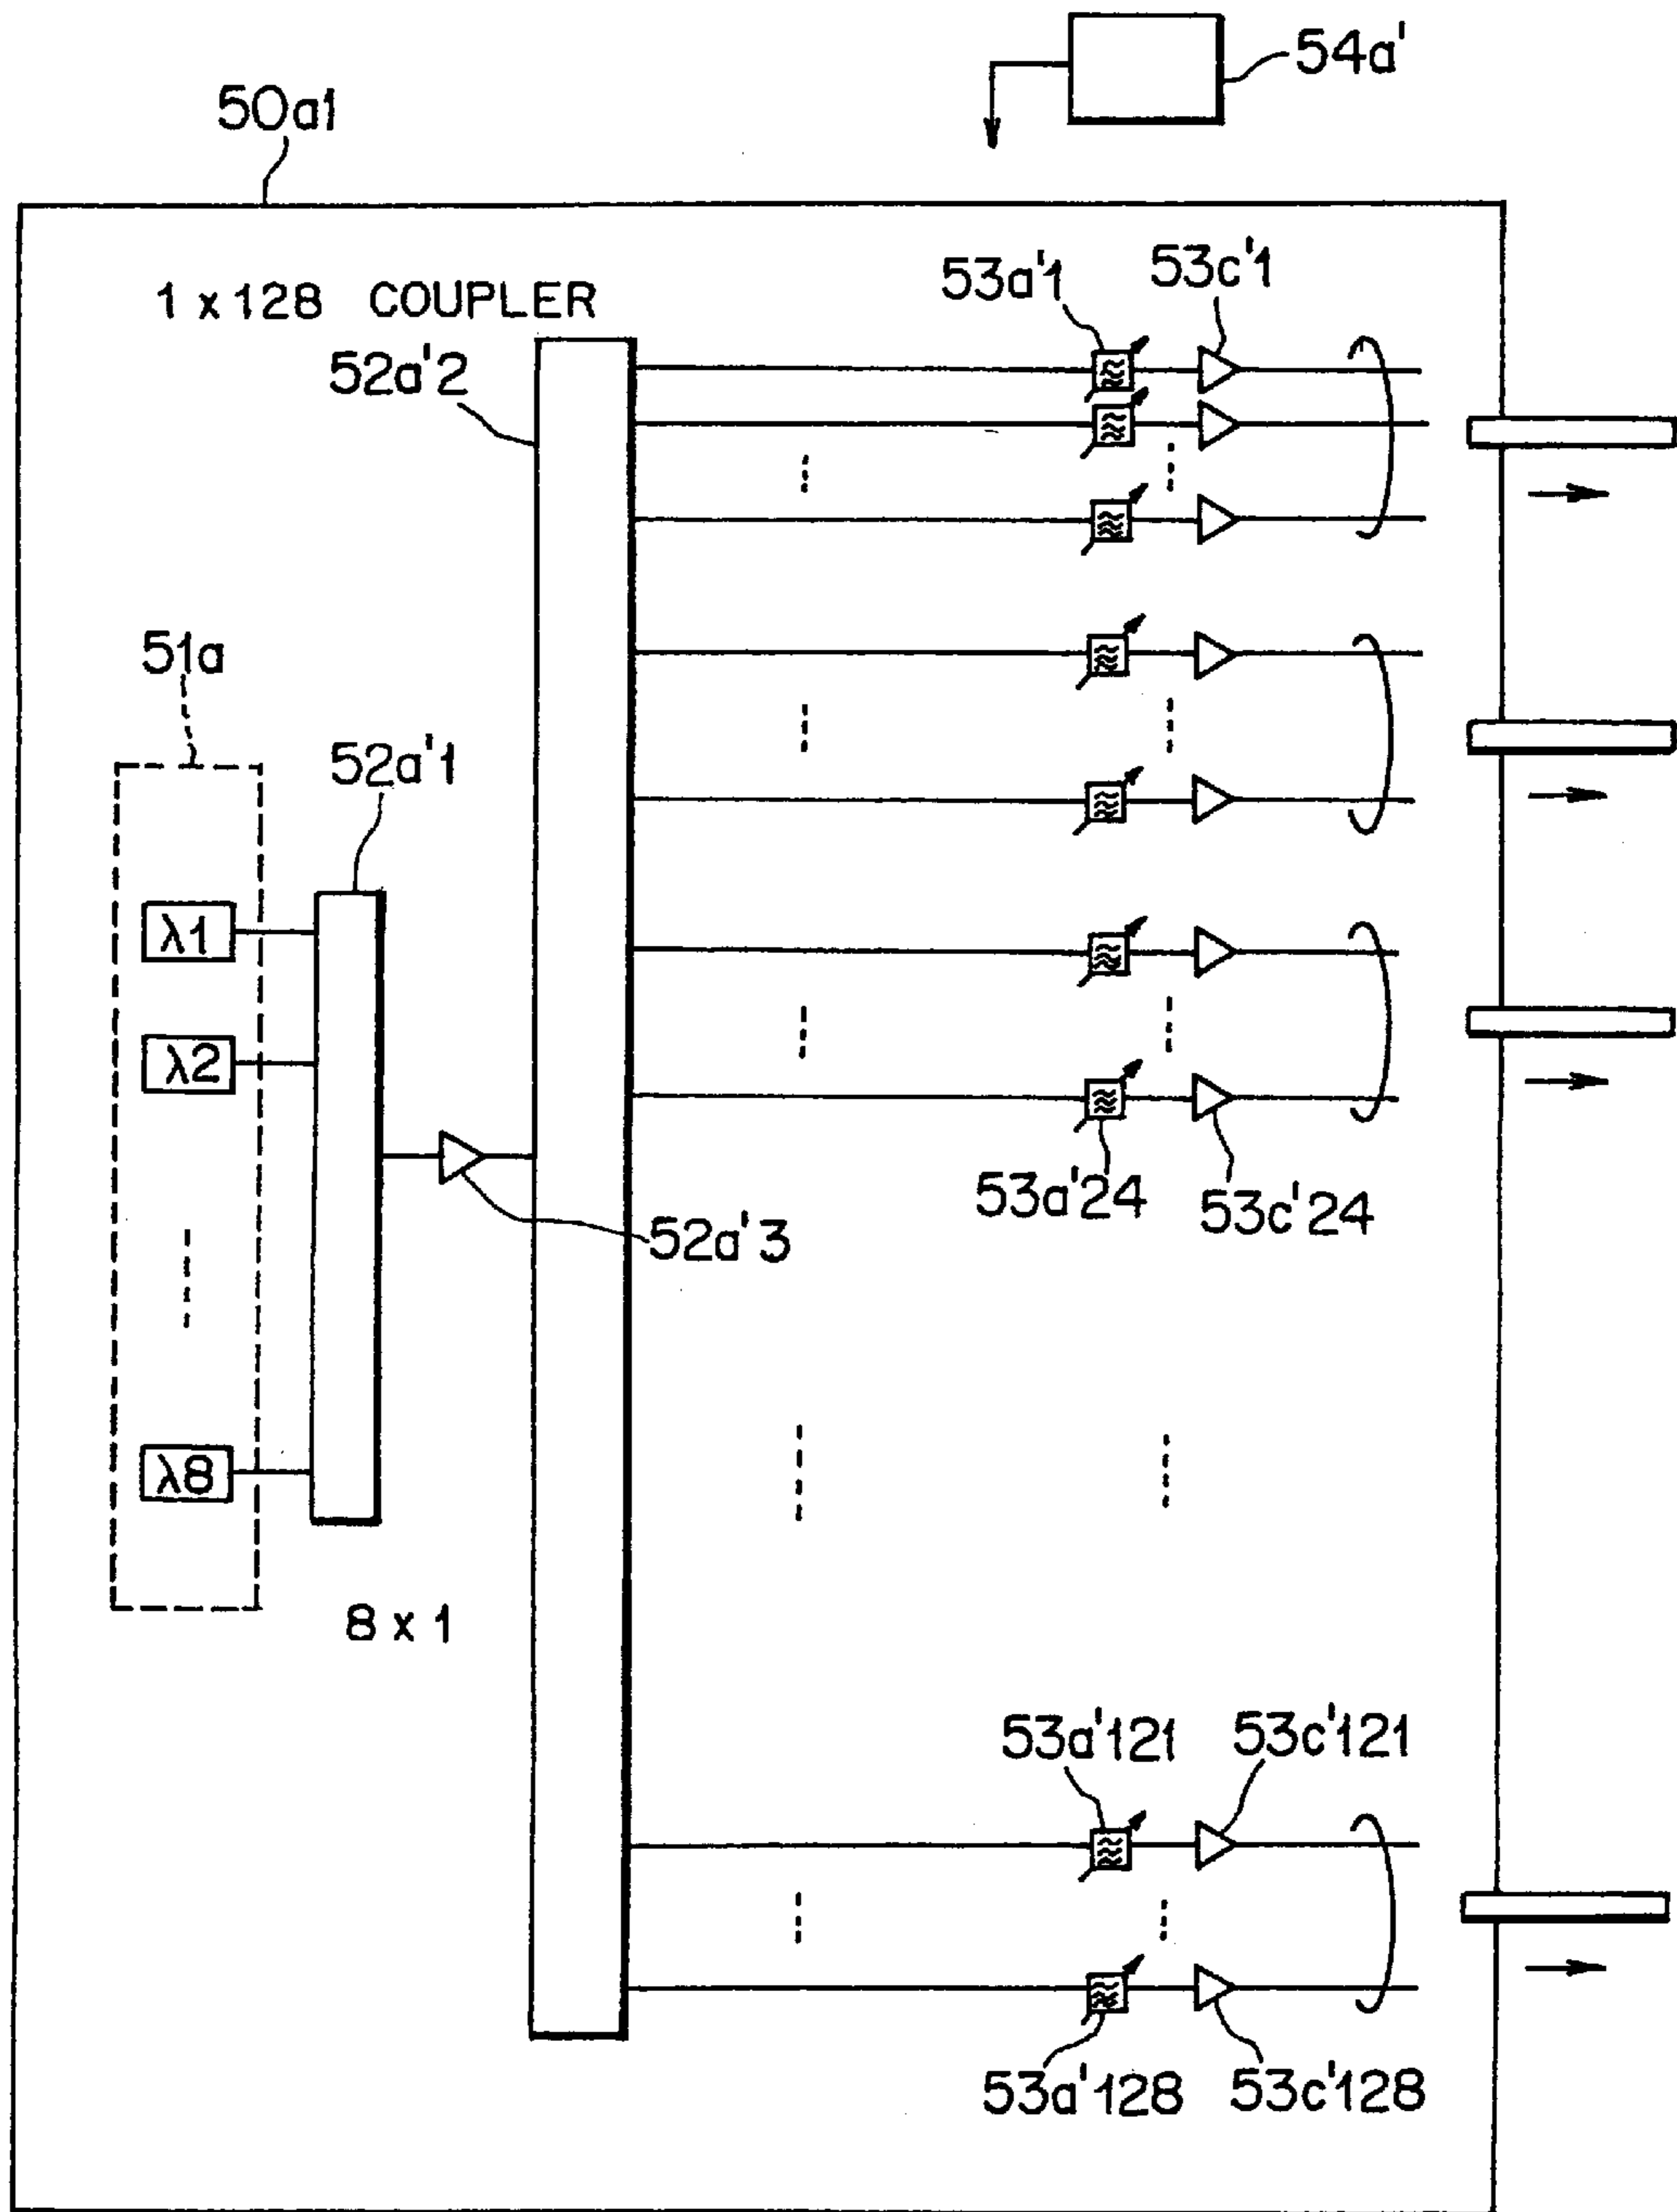 54a'
50a1
53a'1
53c'1
1 x 128 COUPLER
52a'2
51a
52a'1
λ1
λ2
53a'24
53c'24
52a'3
λ8
8 x 1
53a'121
53c'121
53a'128
53c'128